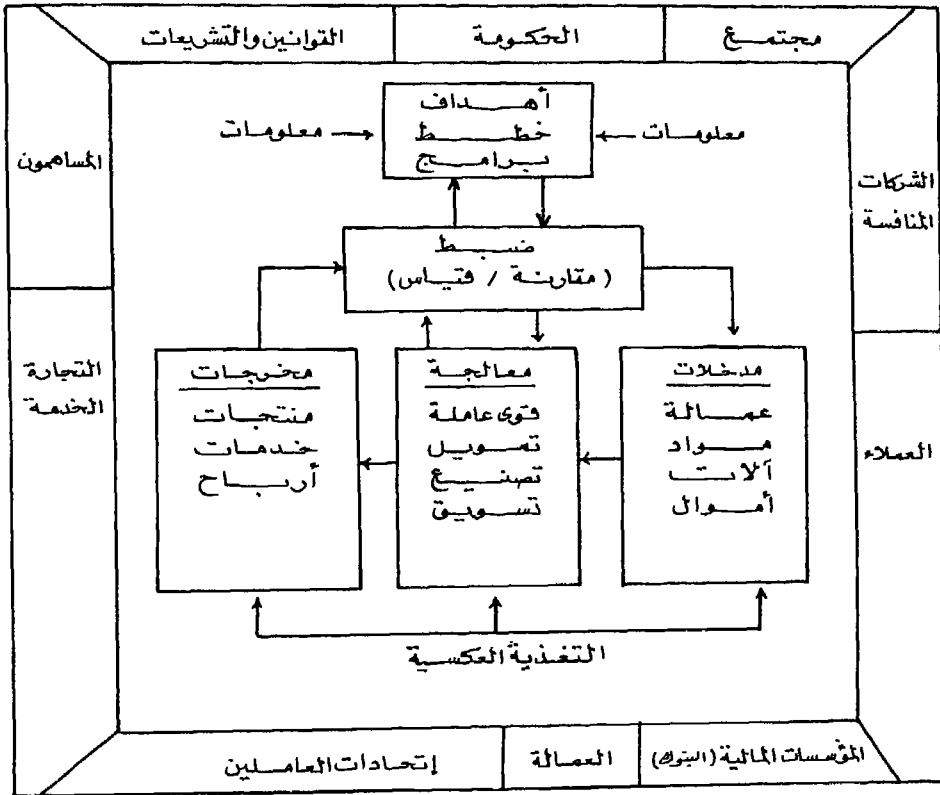 مجتمع
الحكومة
القوانين والتشريعات
أهداف
خطط
برامج
معلومات
معلومات
المساهمون
الشركات
المنافسة
ضبط
(مقارنة / قياس)
مدخلات
عمالة
مواد
آلات
أموال
معالجة
قوى عاملة
تمويل
تصنيع
تسويق
مخرجات
منتجات
خدمات
أرباح
التجارة
الخدمة
العملاء
التغذية العكسية
المؤسسات المالية (البنوك)
العمالة
إتحادات العاملين